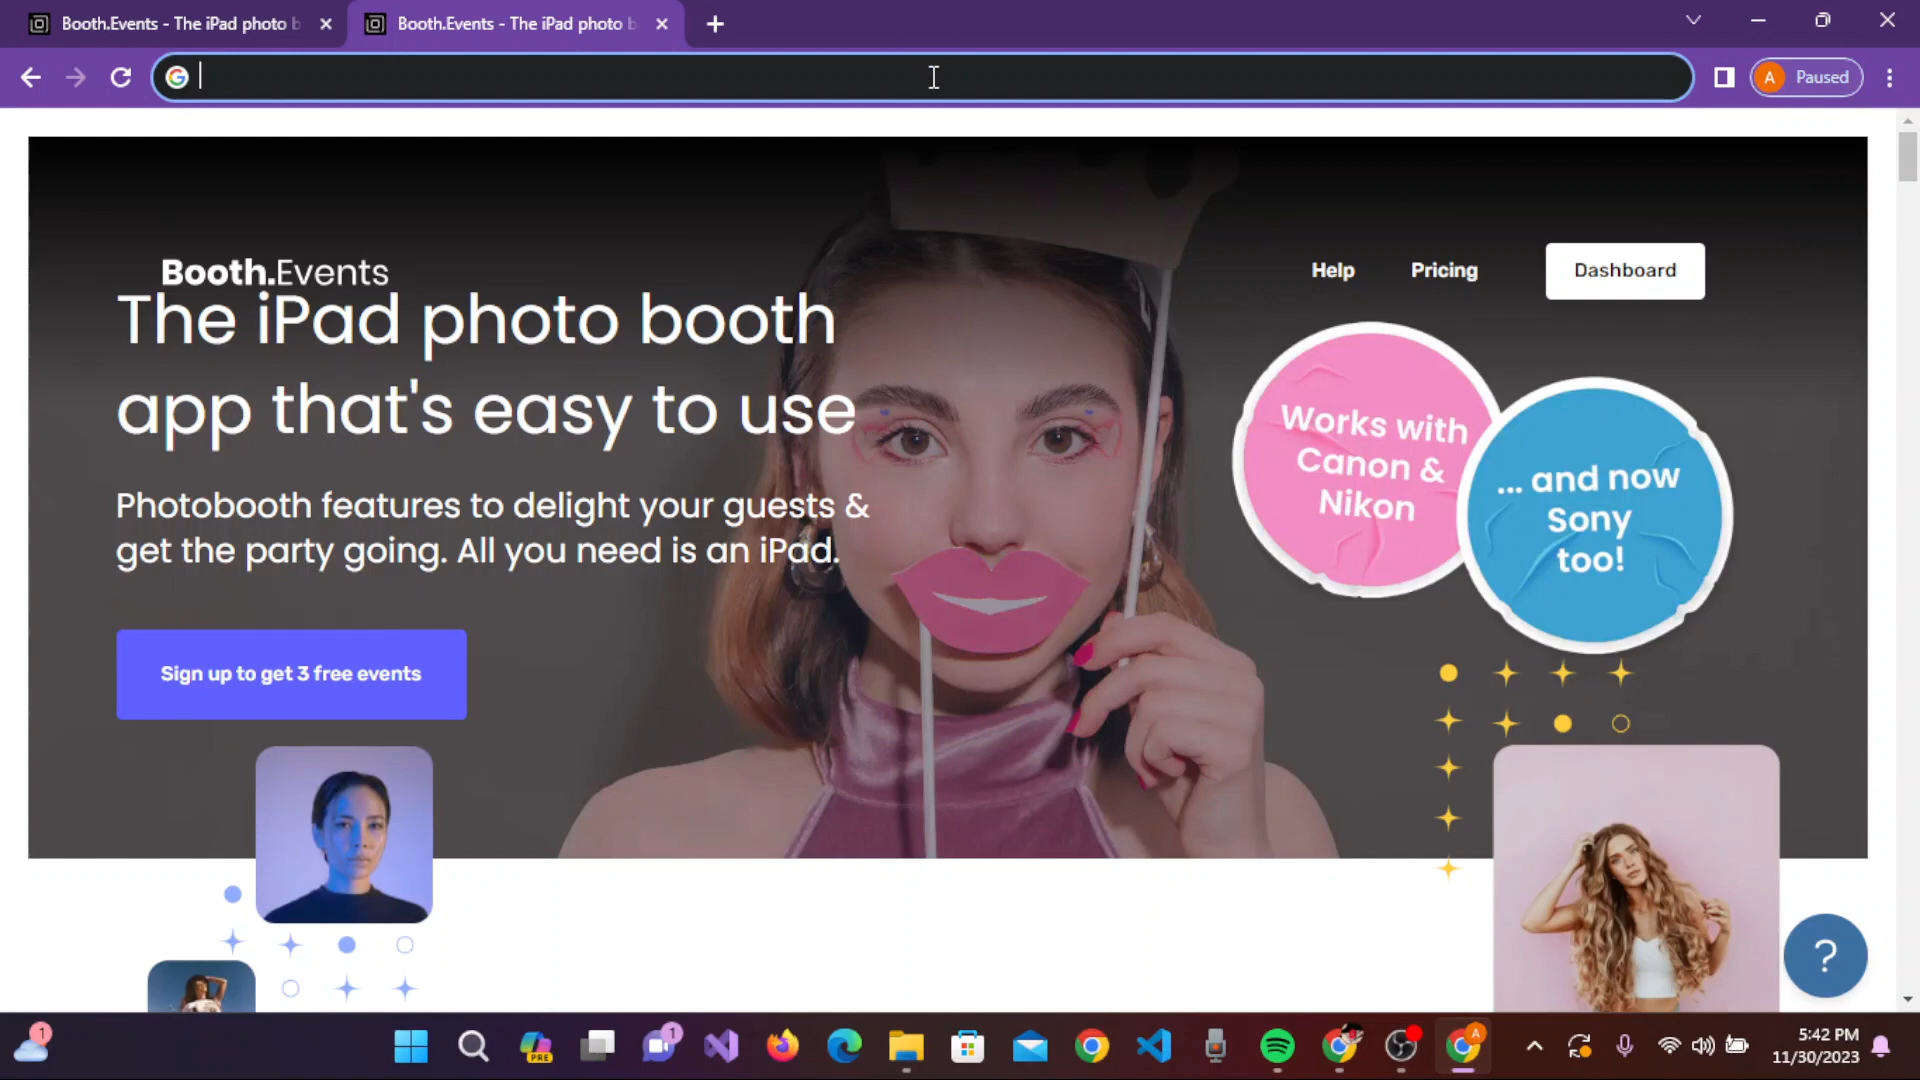 Booth.Events - The iPad photo b
Booth.Events - The iPad photo b
A Paused
Booth.Events
Help
Pricing
Dashboard
The iPad photo booth
app that's easy to use
Photobooth features to delight your guests &
get the party going. All you need is an iPad.
Sign up to get 3 free events
Works with
Canon &
Nikon
... and now
Sony
too!
?
1
PRE
1
A
5:42 PM
11/30/2023